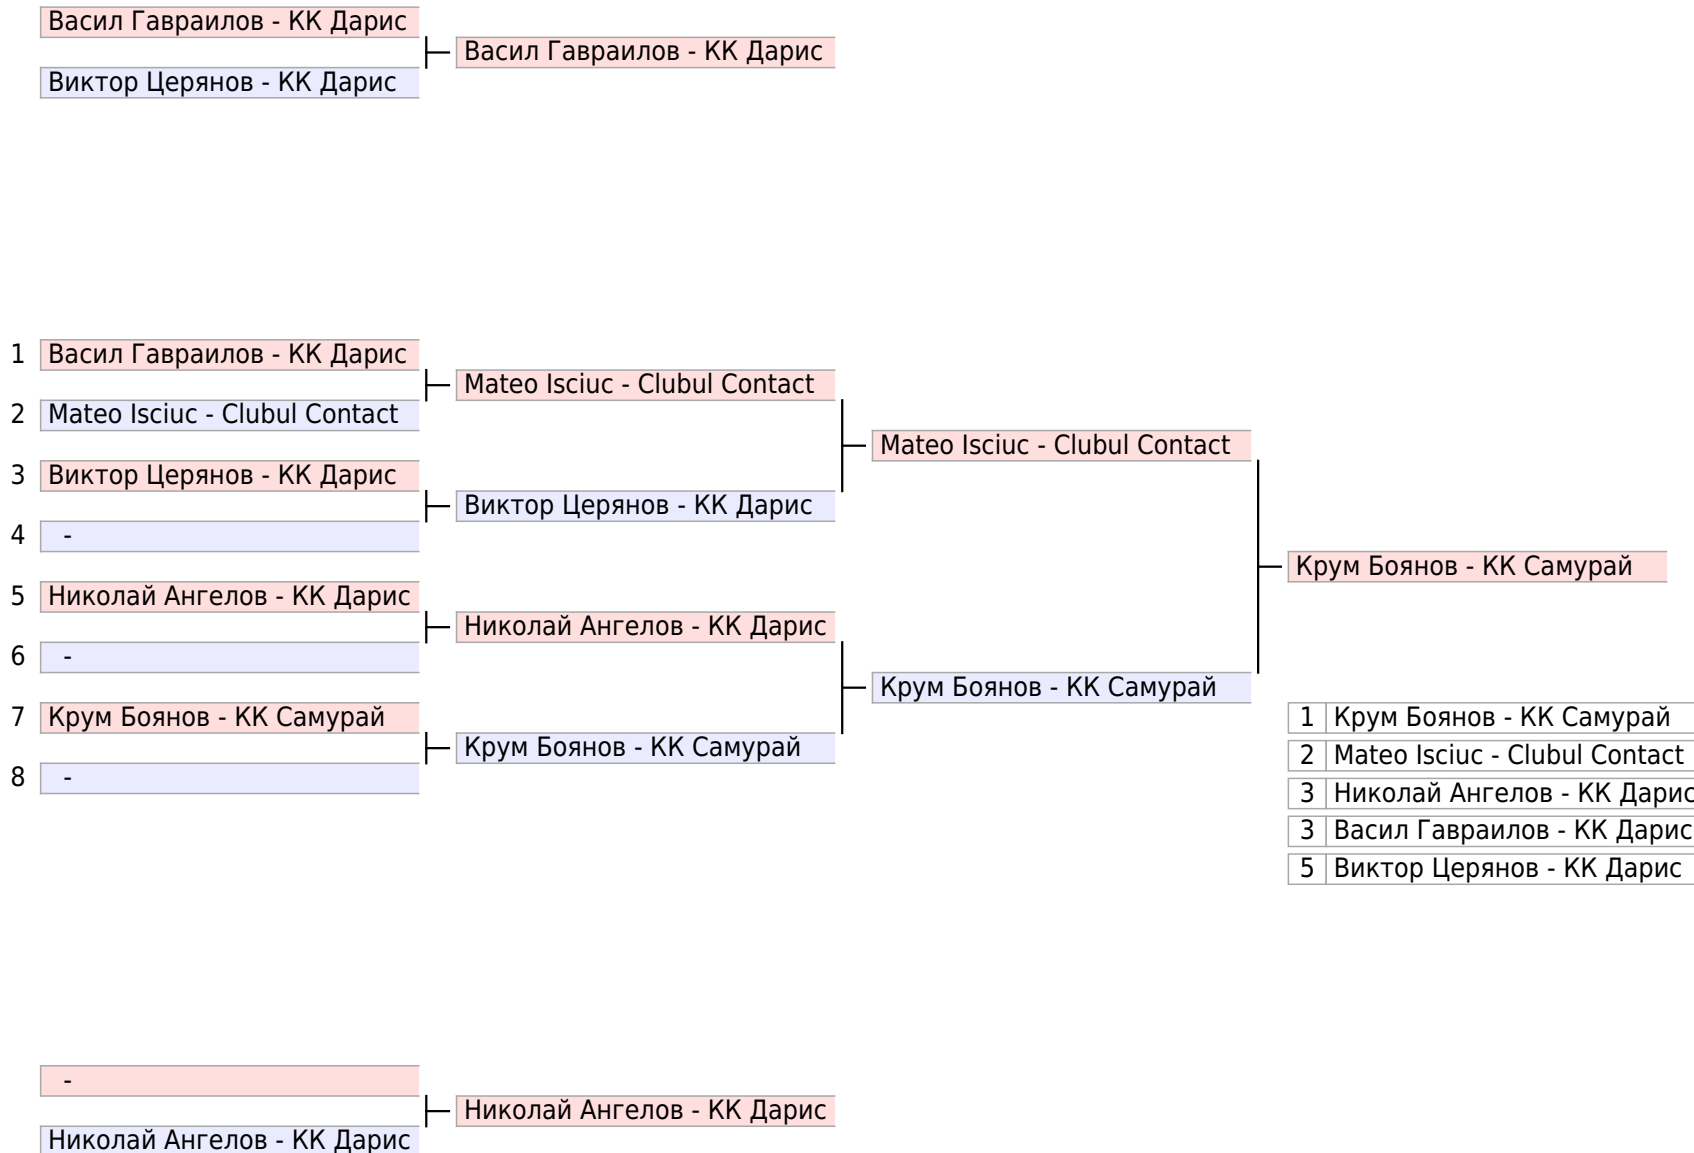 Васил Гавраилов - КК Дарис
Васил Гавраилов - КК Дарис
Виктор Церянов - КК Дарис
1 Васил Гавраилов - КК Дарис
Mateo Isciuc - Clubul Contact
2 Mateo Isciuc - Clubul Contact
Mateo Isciuc - Clubul Contact
3 Виктор Церянов - КК Дарис
Виктор Церянов - КК Дарис
4 -
Крум Боянов - КК Самурай
5 Николай Ангелов - КК Дарис
Николай Ангелов - КК Дарис
6 -
Крум Боянов - КК Самурай
7 Крум Боянов - КК Самурай
Крум Боянов - КК Самурай
8 -
1 Крум Боянов - КК Самурай
2 Mateo Isciuc - Clubul Contact
3 Николай Ангелов - КК Дарис
3 Васил Гавраилов - КК Дарис
5 Виктор Церянов - КК Дарис
-
Николай Ангелов - КК Дарис
Николай Ангелов - КК Дарис